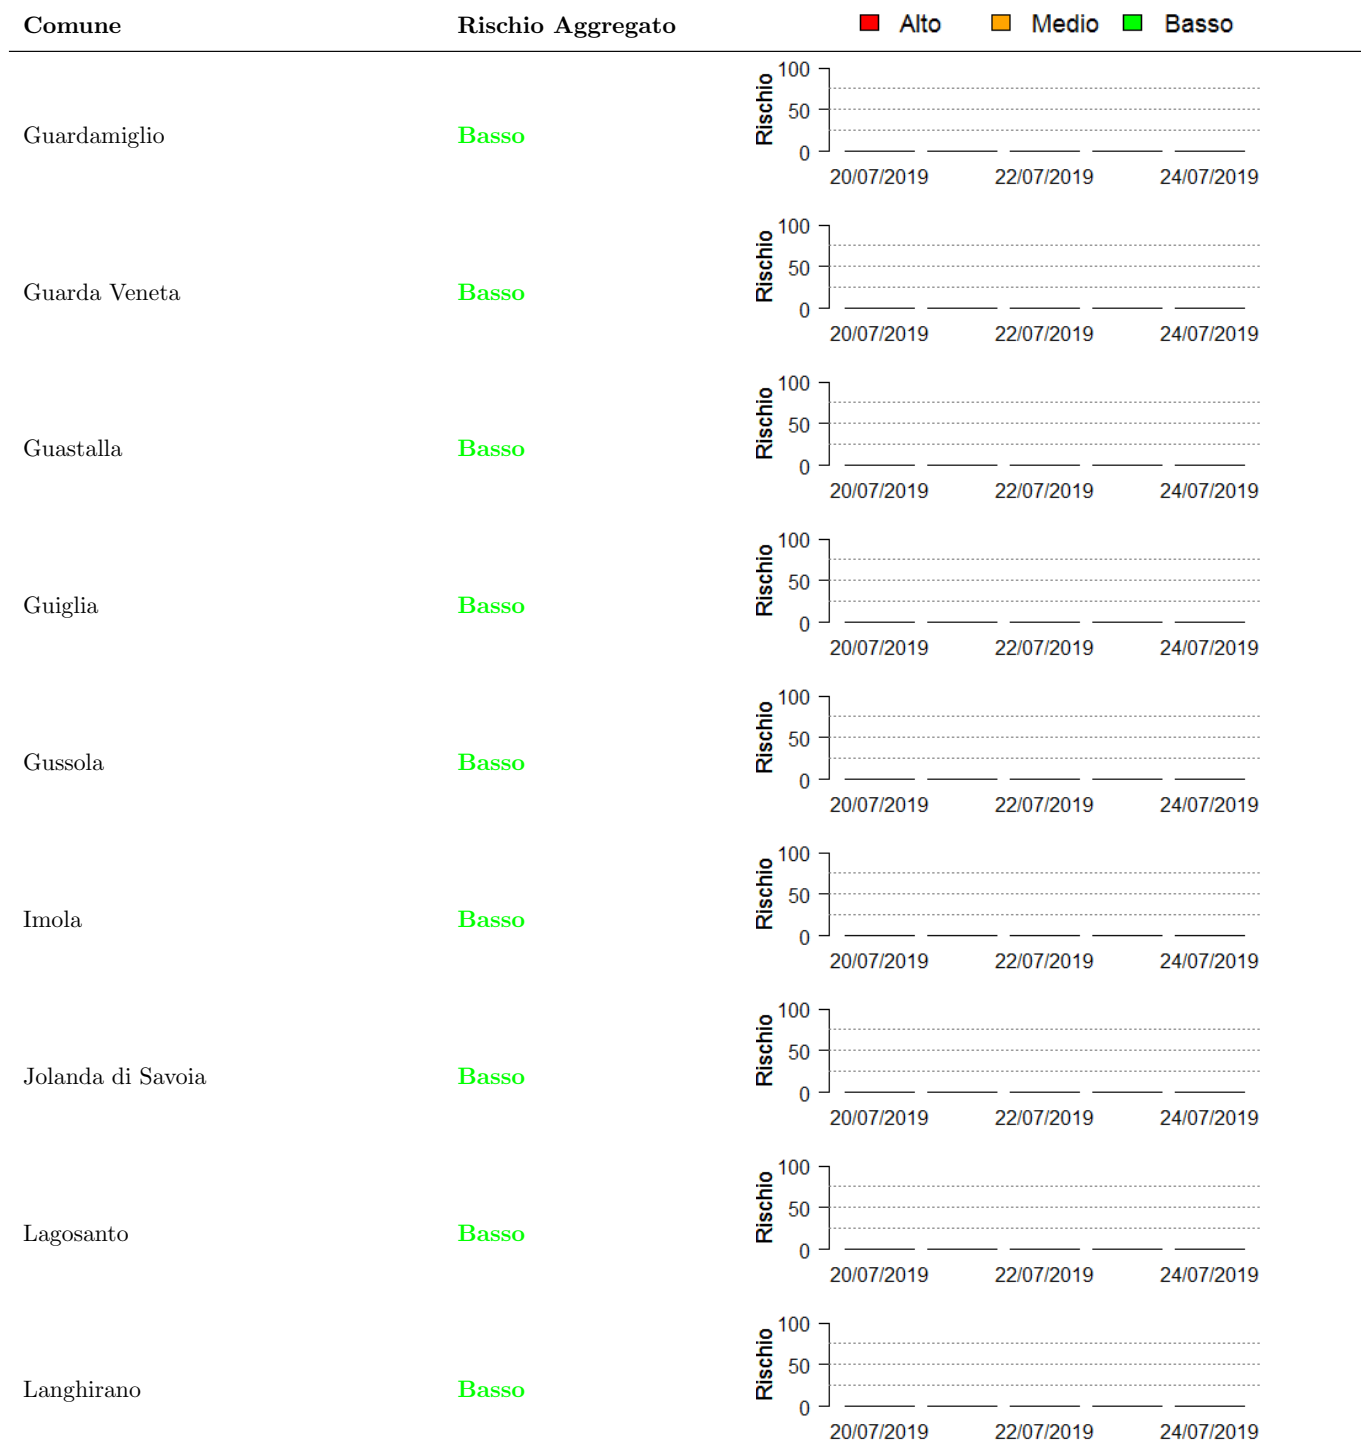 Comune Rischio Aggregato Alto Medio Basso
Guardamiglio Basso Rischio 100 50 0
20/07/2019 22/07/2019 24/07/2019
Guarda Veneta Basso Rischio 100 50 0
20/07/2019 22/07/2019 24/07/2019
Guastalla Basso Rischio 100 50 0
20/07/2019 22/07/2019 24/07/2019
Guiglia Basso Rischio 100 50 0
20/07/2019 22/07/2019 24/07/2019
Gussola Basso Rischio 100 50 0
20/07/2019 22/07/2019 24/07/2019
Imola Basso Rischio 100 50 0
20/07/2019 22/07/2019 24/07/2019
Jolanda di Savoia Basso Rischio 100 50 0
20/07/2019 22/07/2019 24/07/2019
Lagosanto Basso Rischio 100 50 0
20/07/2019 22/07/2019 24/07/2019
Langhirano Basso Rischio 100 50 0
20/07/2019 22/07/2019 24/07/2019